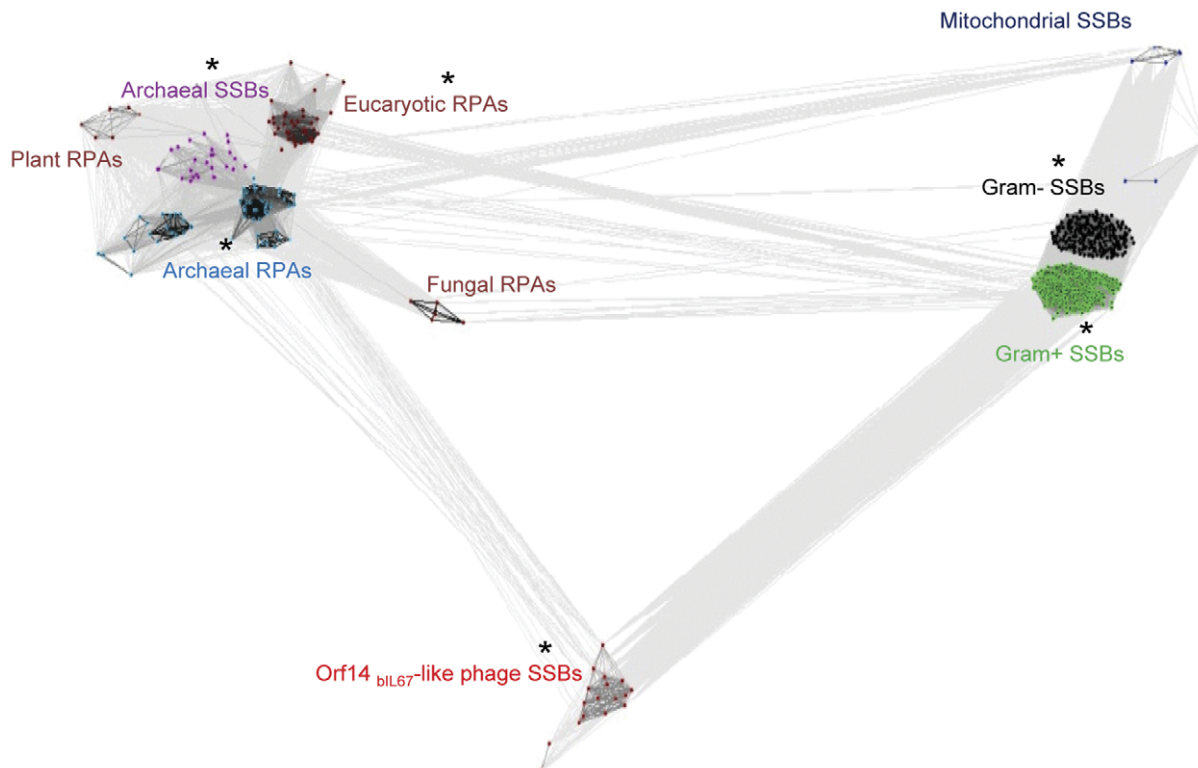 Mitochondrial SSBs
*
*
Archaeal SSBs
Eucaryotic RPAs
Plant RPAs
*
Gram- SSBs
*
Archaeal RPAs
Fungal RPAs
*
Gram+ SSBs
*
Orf14 bIL67-like phage SSBs